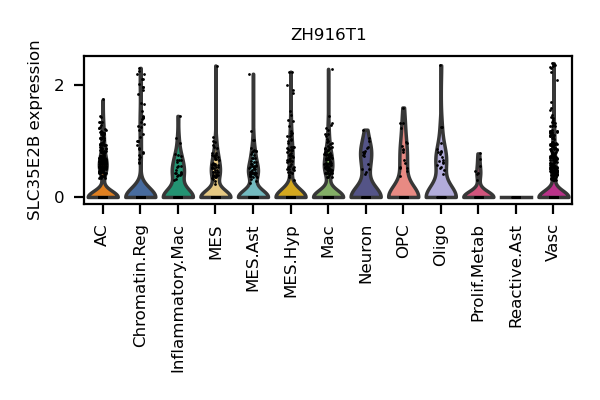 ZH916T1
SLC35E2B expression
2
0
AC
Chromatin.Reg
Inflammatory.Mac
MES
MES.Ast
MES.Hyp
Mac
Neuron
OPC
Oligo
Prolif.Metab
Reactive.Ast
Vasc